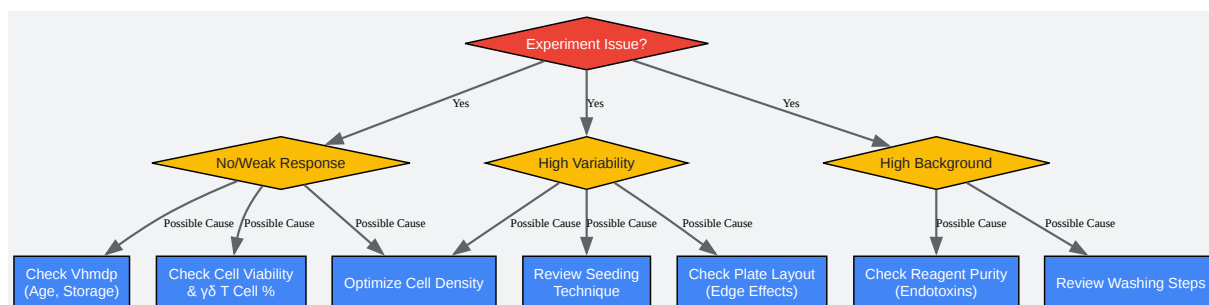 Experiment Issue?
Yes
Yes
Yes
No/Weak Response
High Variability
High Background
Possible Cause
Possible Cause
Possible Cause
Possible Cause
Possible Cause
Possible Cause
Possible Cause
Possible Cause
Check Vhmdp
(Age, Storage)
Check Cell Viability
& γδ T Cell %
Optimize Cell Density
Review Seeding
Technique
Check Plate Layout
(Edge Effects)
Check Reagent Purity
(Endotoxins)
Review Washing Steps